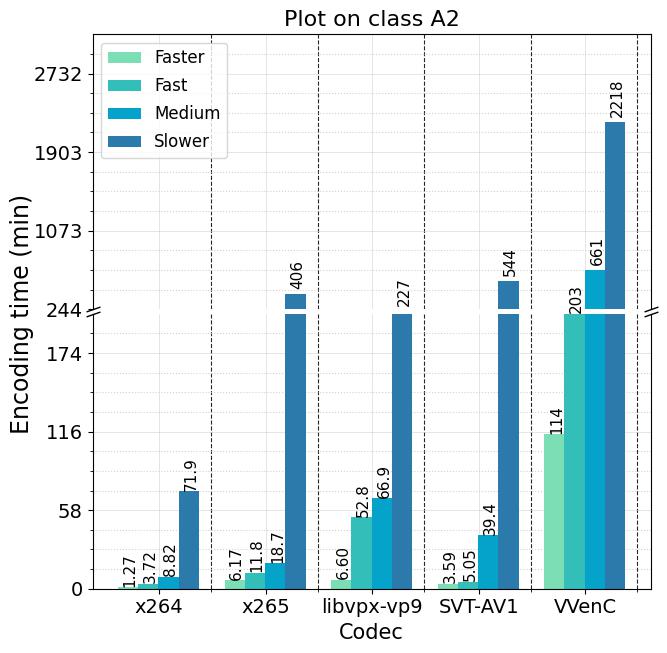 Plot on class A2
Faster
Fast
Medium
Slower
Encoding time (min)
2732
1903
1073
244
174
116
58
0
1.27
3.72
8.82
71.9
6.17
11.8
18.7
406
6.60
52.8
66.9
227
3.59
5.05
39.4
544
114
203
661
2218
x264
x265
libvpx-vp9
SVT-AV1
VVenC
Codec